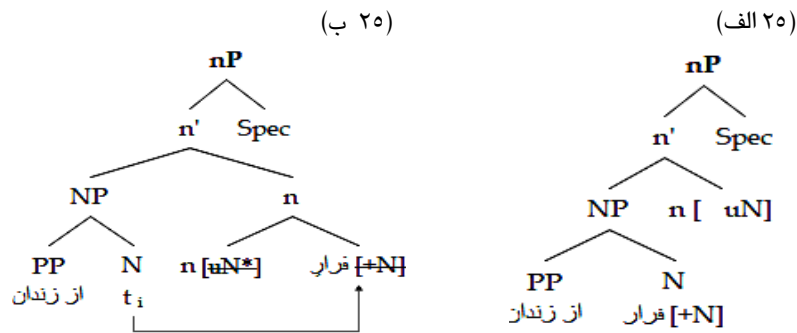 (۲۵ الف)
nP
n' Spec
NP n [ uN]
PP N
از زندان فرار [+N]
(۲۵ ب)
nP
n' Spec
NP n
PP N n [uN*] فرارِ [+N]
از زندان t i